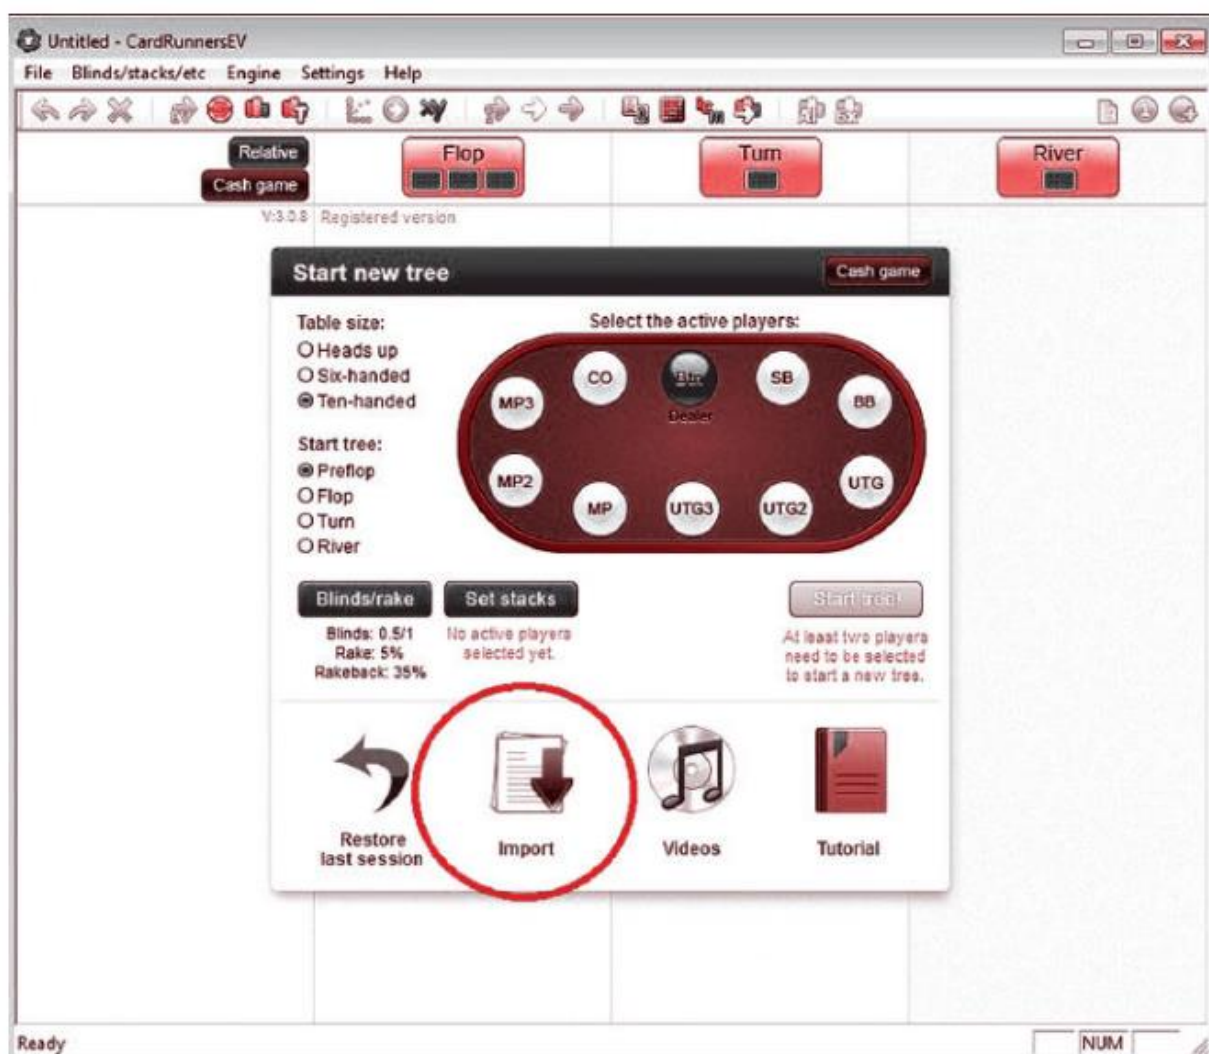 Untitled - CardRunnersEV
File Blinds/stacks/etc Engine Settings Help
Relative
Cash game
Flop
Turn
River
V:3.0.8 Registered version
Start new tree
Cash game
Table size:
Heads up
Six-handed
Ten-handed
Start tree:
Preflop
Flop
Turn
River
Select the active players:
CO
Btn
SB
MP3
Dealer
BB
MP2
UTG
MP
UTG3
UTG2
Blinds/rake
Set stacks
Start tree!
Blinds: 0.5/1
Rake: 5%
Rakeback: 35%
No active players
selected yet.
At least two players
need to be selected
to start a new tree.
Restore
last session
Import
Videos
Tutorial
Ready
NUM